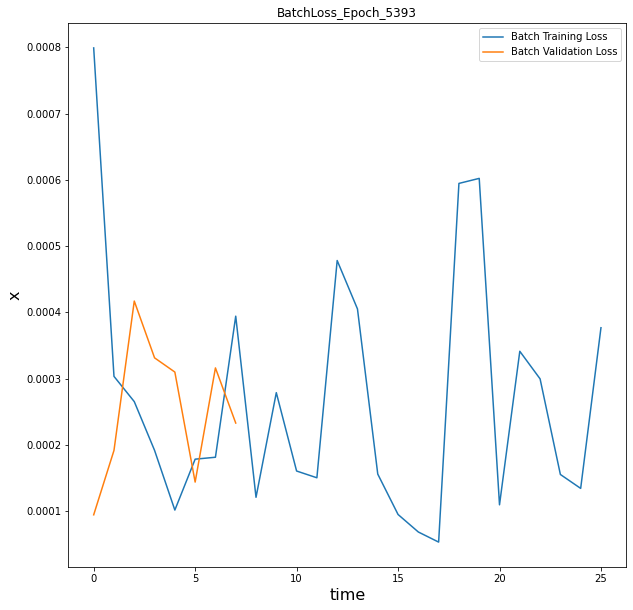 BatchLoss_Epoch_5393
Batch Training Loss
Batch Validation Loss
0.0008
0.0007
0.0006
0.0005
0.0004
0.0003
0.0002
0.0001
x
0 5 10 15 20 25
time